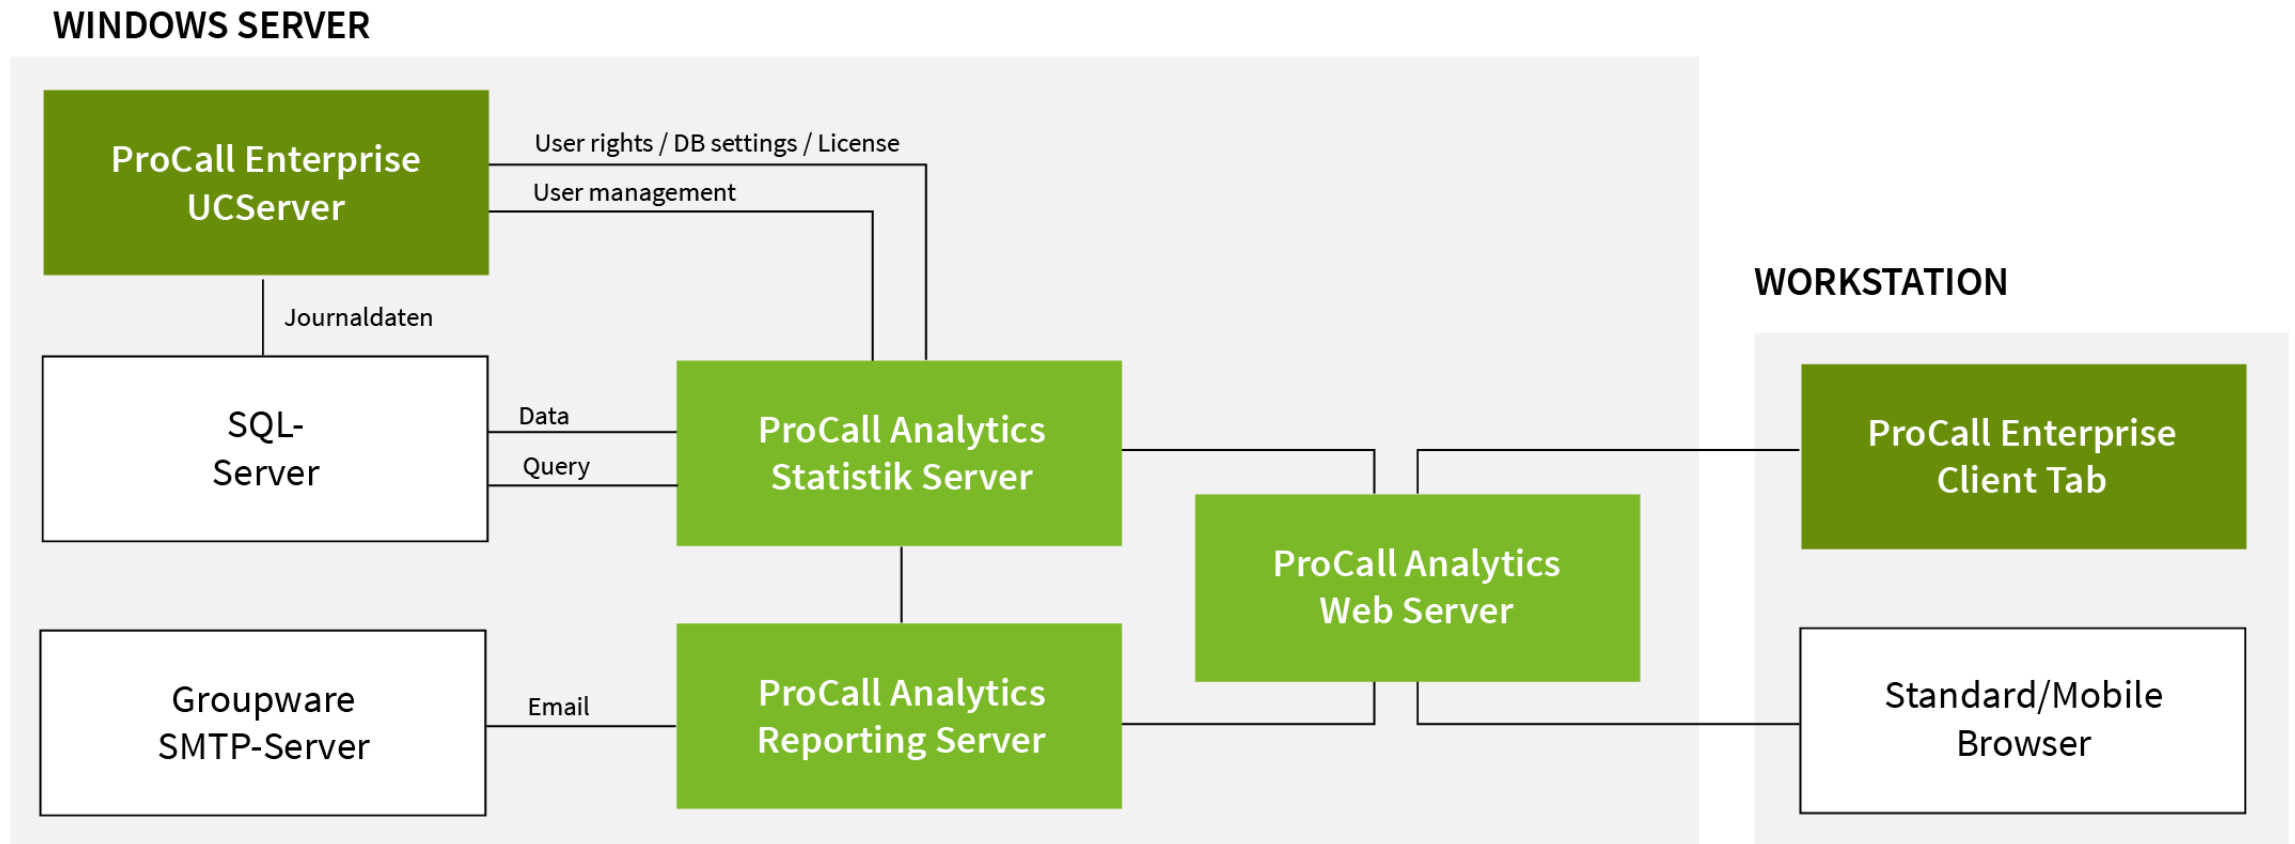 WINDOWS SERVER
ProCall Enterprise
UCServer
User rights / DB settings / License
User management
Journaldaten
SQL-
Server
Data
Query
ProCall Analytics
Statistik Server
Groupware
SMTP-Server
Email
ProCall Analytics
Reporting Server
ProCall Analytics
Web Server
WORKSTATION
ProCall Enterprise
Client Tab
Standard/Mobile
Browser